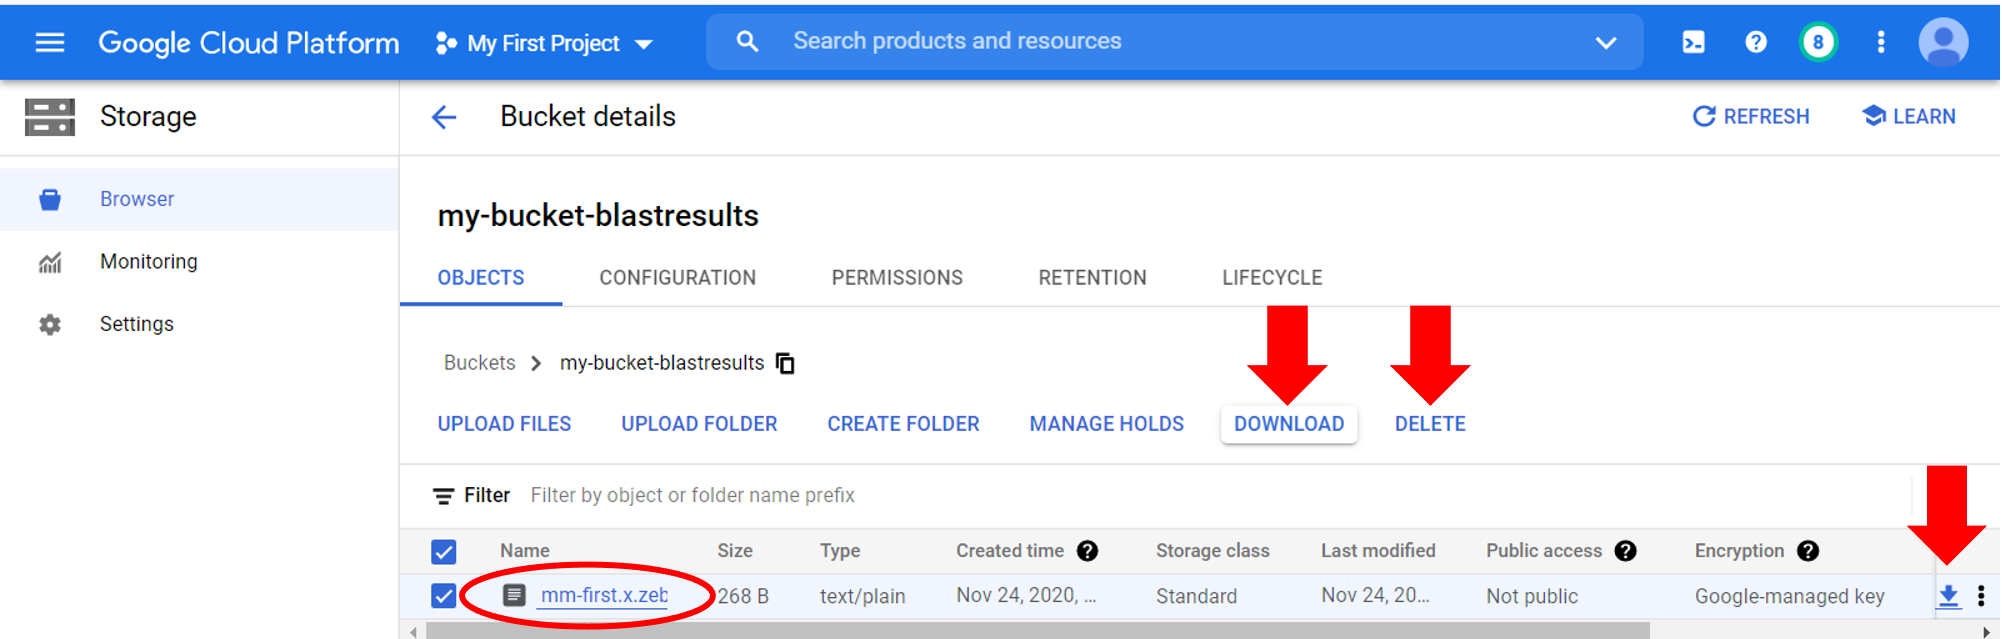 Google Cloud Platform My First Project Search products and resources 8
Storage Bucket details REFRESH LEARN
Browser
Monitoring
Settings
my-bucket-blastresults
OBJECTS CONFIGURATION PERMISSIONS RETENTION LIFECYCLE
Buckets my-bucket-blastresults
UPLOAD FILES UPLOAD FOLDER CREATE FOLDER MANAGE HOLDS DOWNLOAD DELETE
Filter Filter by object or folder name prefix
Name Size Type Created time ? Storage class Last modified Public access ? Encryption ?
mm-first.x.zeb 268 B text/plain Nov 24, 2020, ... Standard Nov 24, 20... Not public Google-managed key